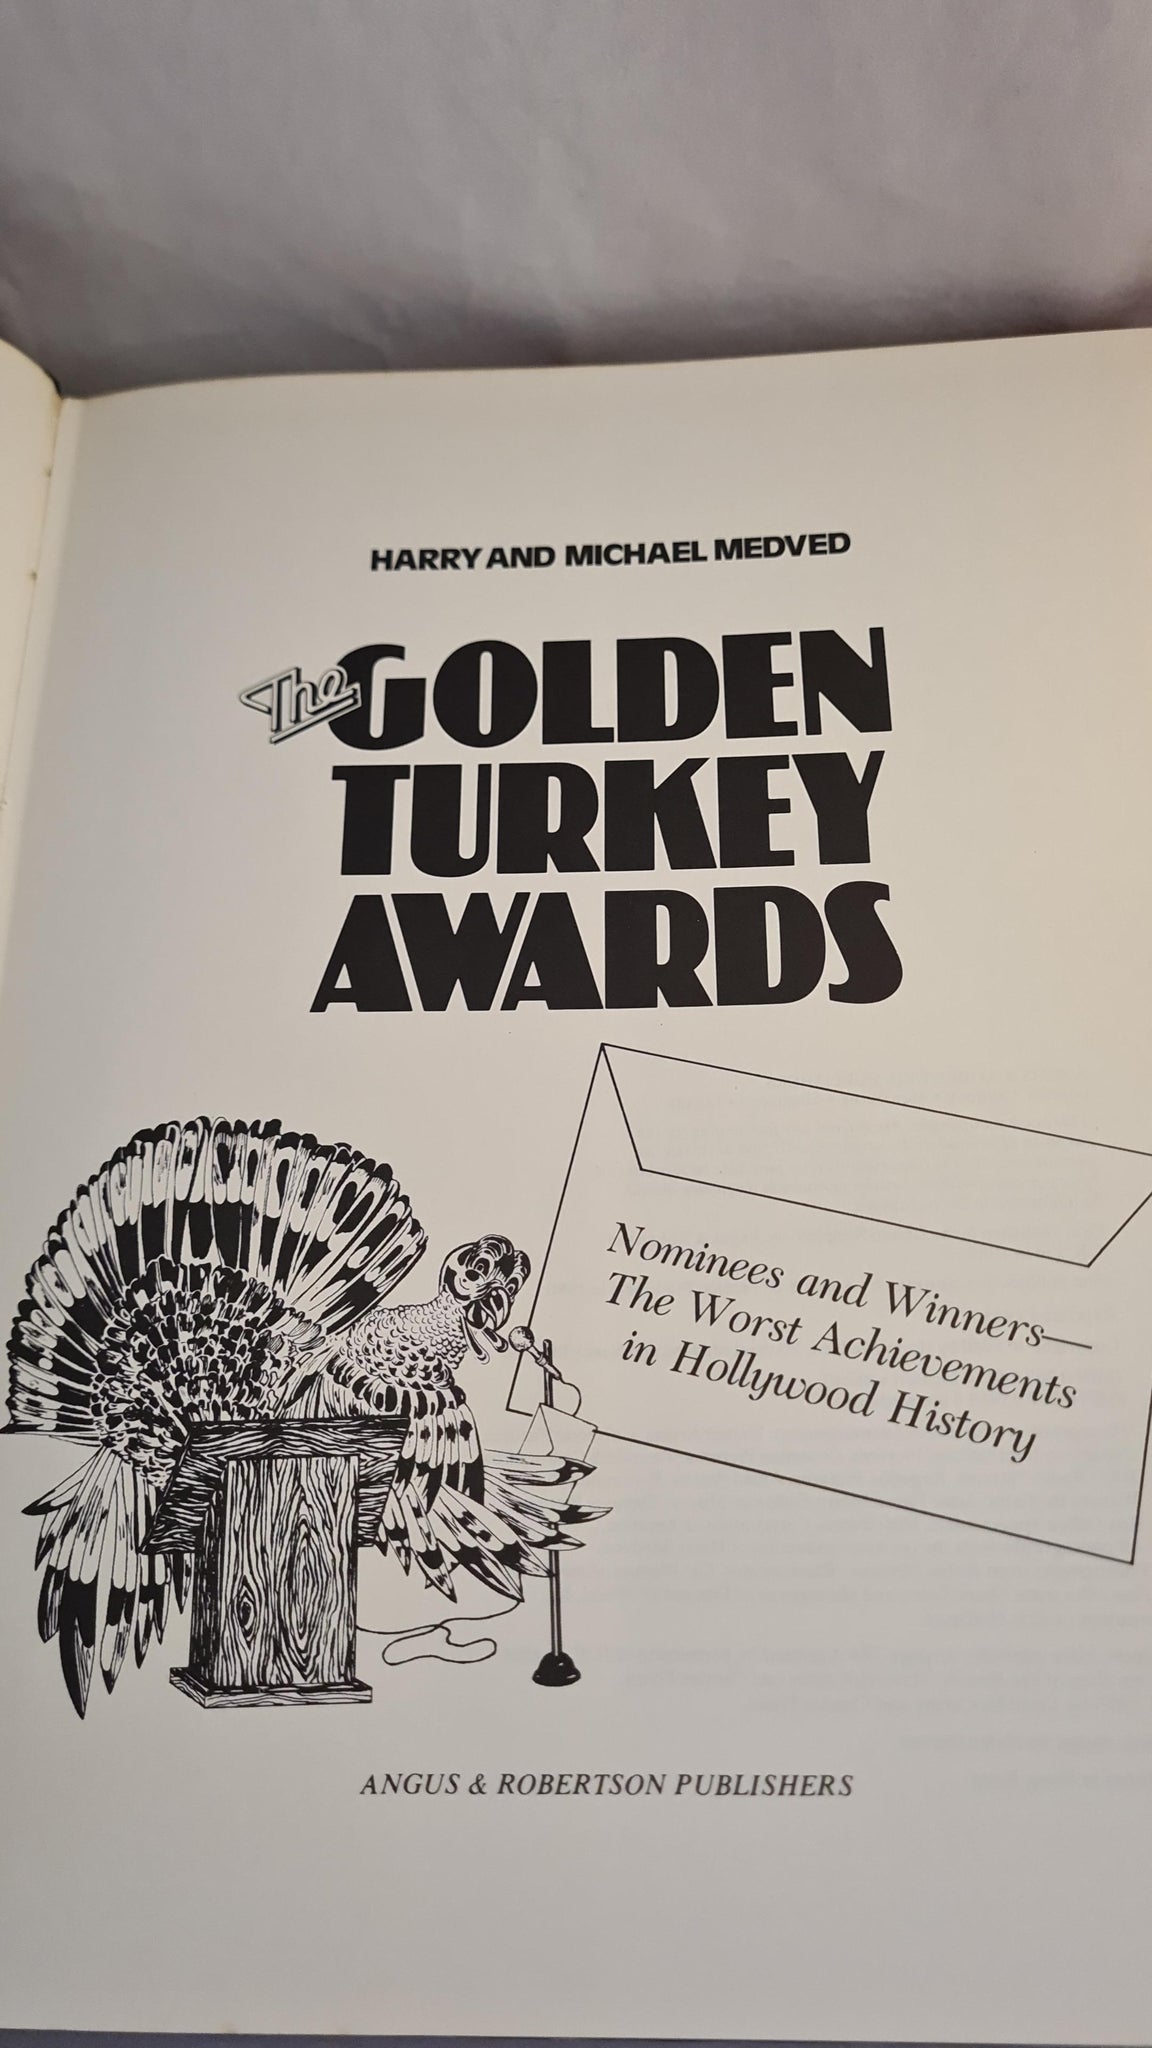 HARRY AND MICHAEL MEDVED
The GOLDEN
TURKEY
AWARDS
Nominees and Winners—
The Worst Achievements
in Hollywood History
ANGUS & ROBERTSON PUBLISHERS